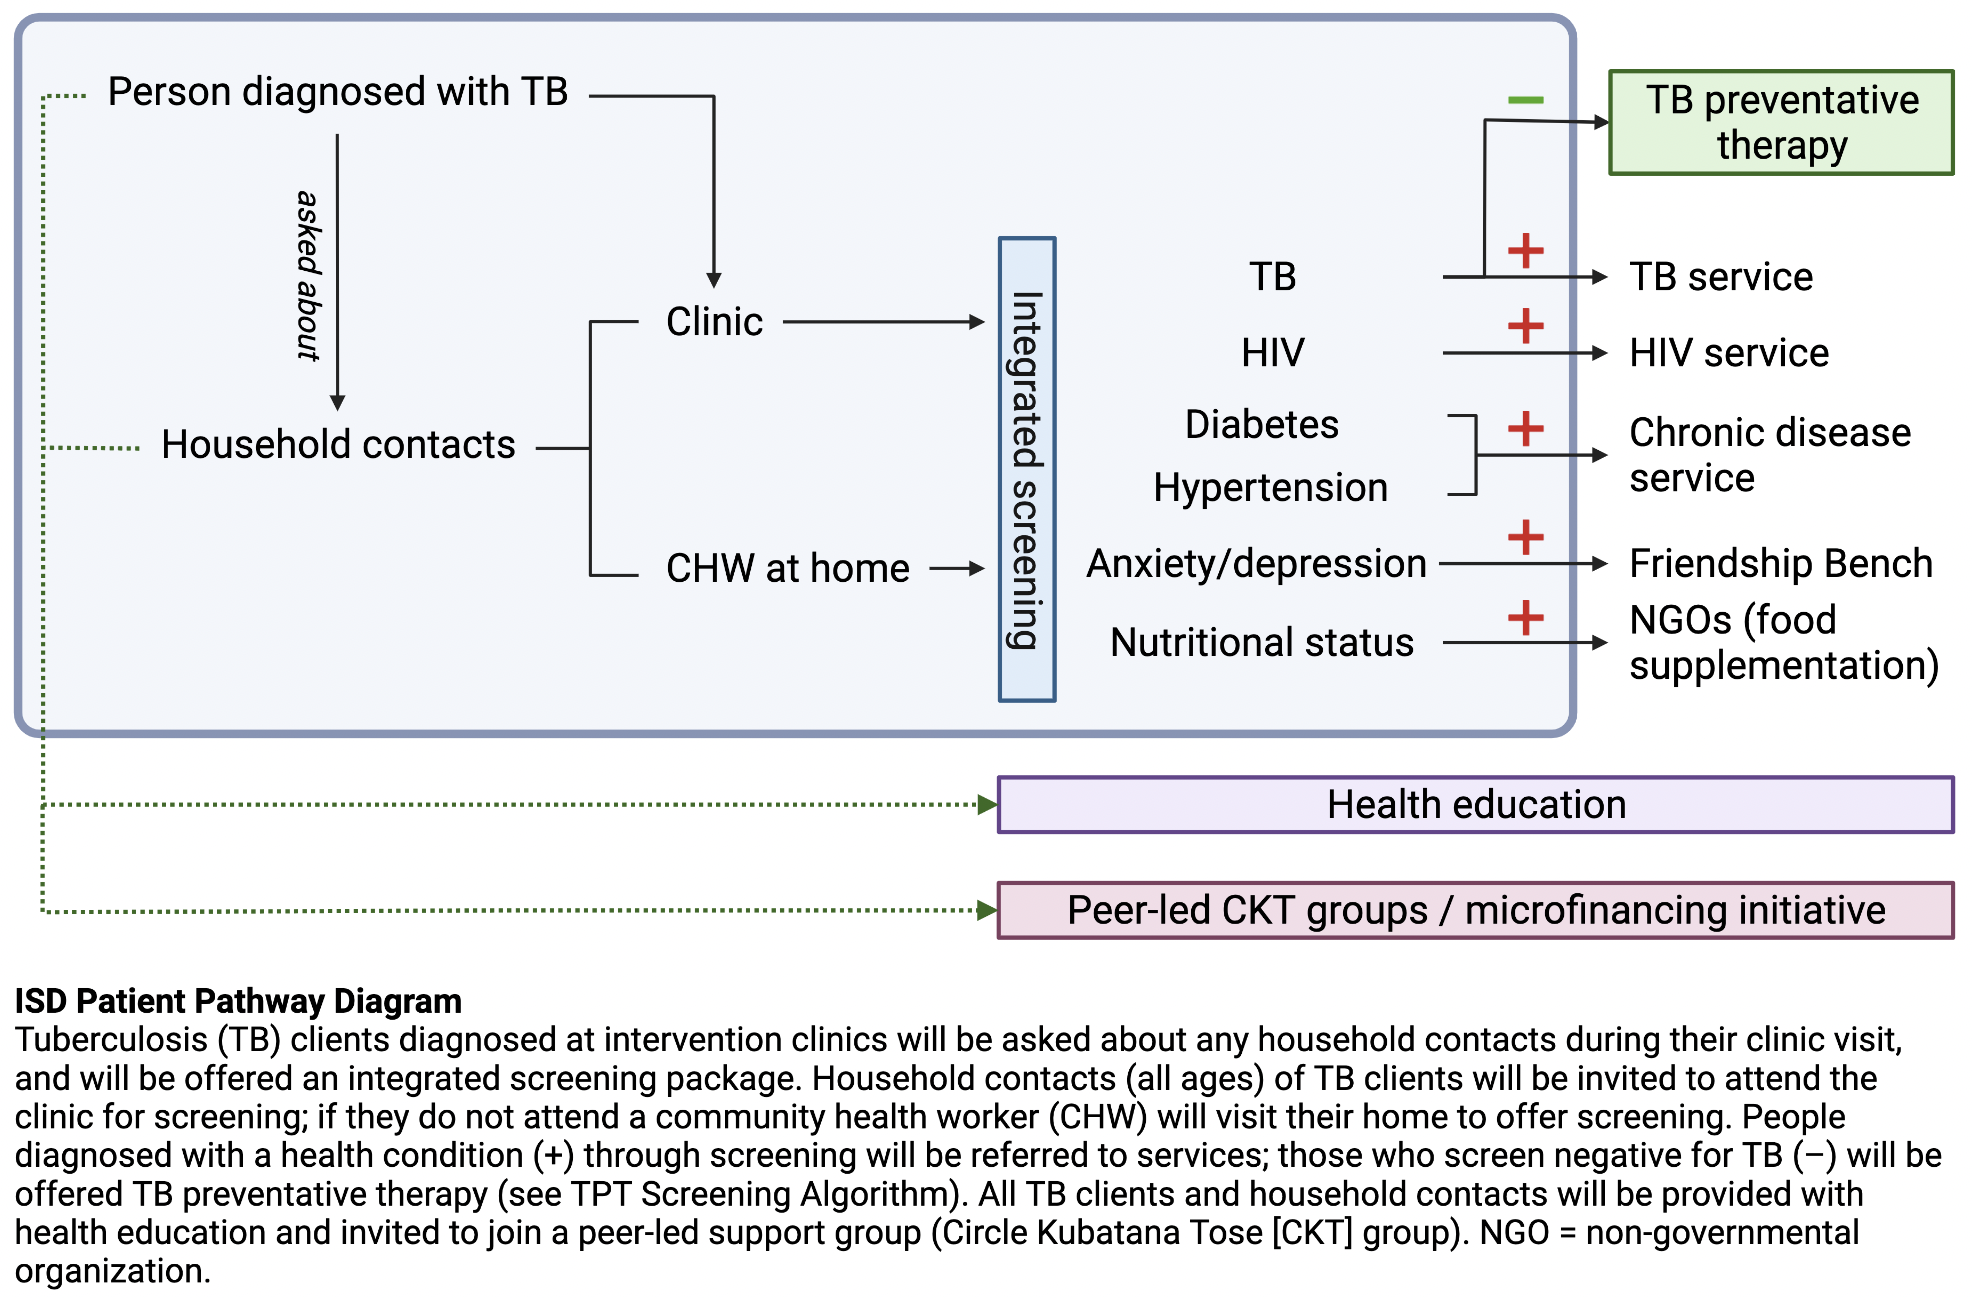 Person diagnosed with TB
asked about
Household contacts
Clinic
CHW at home
Integrated screening
TB
HIV
Diabetes
Hypertension
Anxiety/depression
Nutritional status
−
+
+
+
+
+
TB preventative
therapy
TB service
HIV service
Chronic disease
service
Friendship Bench
NGOs (food
supplementation)
Health education
Peer-led CKT groups / microfinancing initiative
ISD Patient Pathway Diagram
Tuberculosis (TB) clients diagnosed at intervention clinics will be asked about any household contacts during their clinic visit,
and will be offered an integrated screening package. Household contacts (all ages) of TB clients will be invited to attend the
clinic for screening; if they do not attend a community health worker (CHW) will visit their home to offer screening. People
diagnosed with a health condition (+) through screening will be referred to services; those who screen negative for TB (−) will be
offered TB preventative therapy (see TPT Screening Algorithm). All TB clients and household contacts will be provided with
health education and invited to join a peer-led support group (Circle Kubatana Tose [CKT] group). NGO = non-governmental
organization.